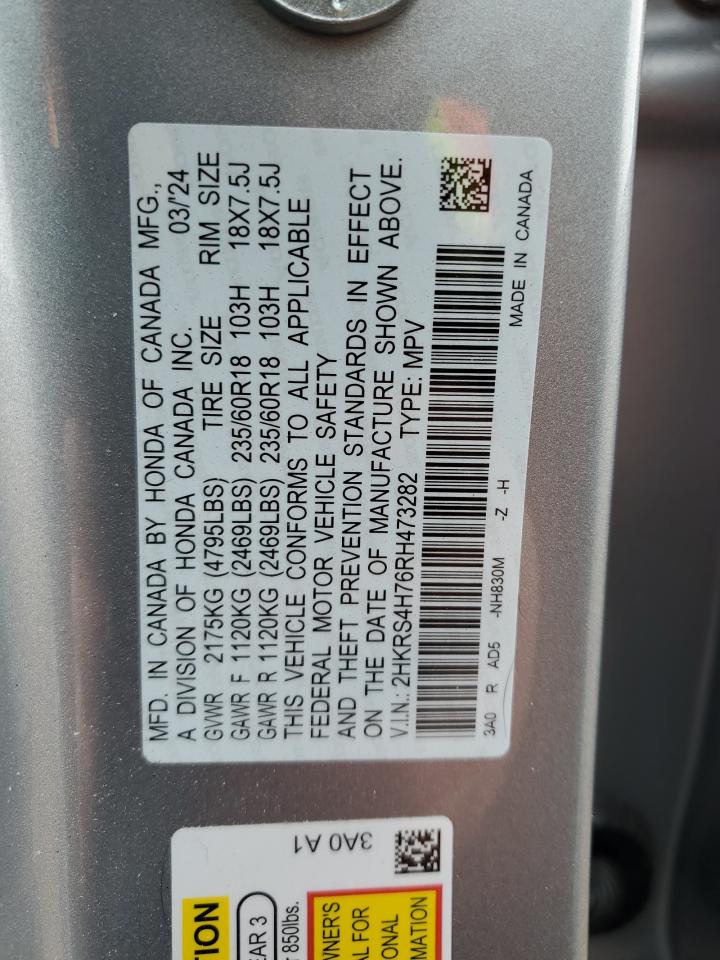 MFD. IN CANADA BY HONDA OF CANADA MFG.,
A DIVISION OF HONDA CANADA INC. 03/'24
GVWR 2175KG (4795LBS) TIRE SIZE RIM SIZE
GAWR F 1120KG (2469LBS) 235/60R18 103H 18X7.5J
GAWR R 1120KG (2469LBS) 235/60R18 103H 18X7.5J
THIS VEHICLE CONFORMS TO ALL APPLICABLE
FEDERAL MOTOR VEHICLE SAFETY
AND THEFT PREVENTION STANDARDS IN EFFECT
ON THE DATE OF MANUFACTURE SHOWN ABOVE.
V.I.N.: 2HKRS4H76RH473282 TYPE: MPV
3A0 R AD5 -NH830M -Z -H MADE IN CANADA
3A0 A1
TION
EAR 3
850lbs.
WNER'S
AL FOR
ONAL
MATION